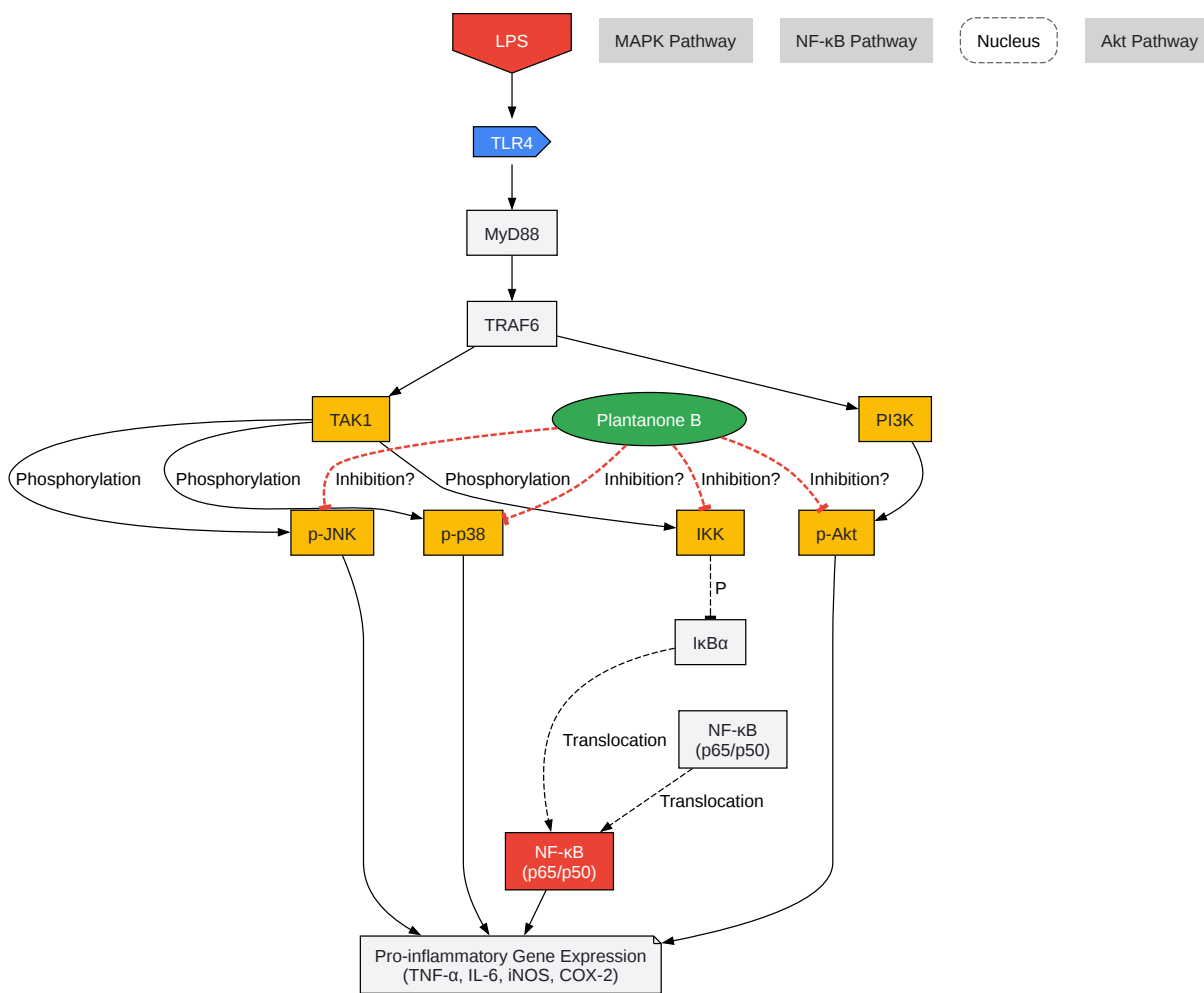 LPS
MAPK Pathway
NF-κB Pathway
Nucleus
Akt Pathway
TLR4
MyD88
TRAF6
TAK1
Plantanone B
PI3K
Phosphorylation
Phosphorylation
Inhibition?
Phosphorylation
Inhibition?
Inhibition?
Inhibition?
p-JNK
p-p38
IKK
p-Akt
P
IκBα
NF-κB
(p65/p50)
Translocation
Translocation
NF-κB
(p65/p50)
Pro-inflammatory Gene Expression
(TNF-α, IL-6, iNOS, COX-2)